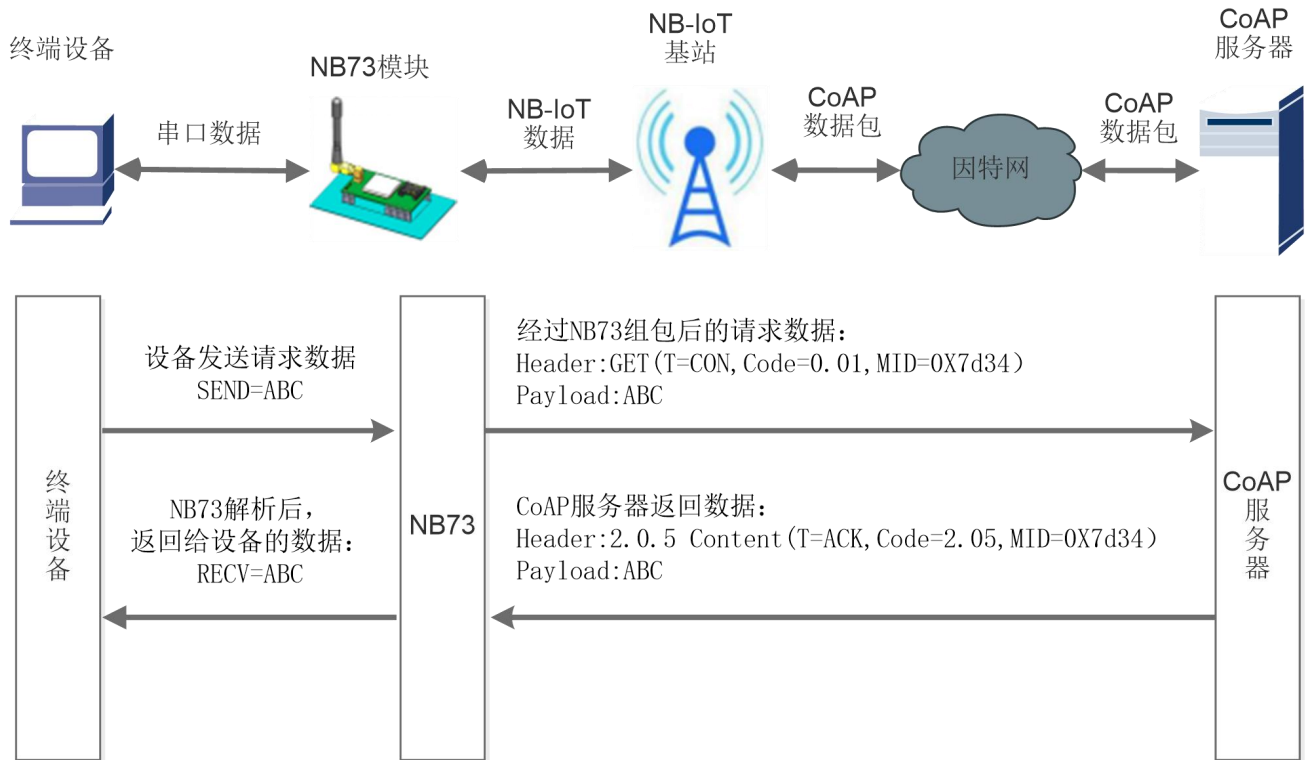 终端设备
NB73模块
NB-IoT
基站
CoAP
服务器
串口数据
NB-IoT
数据
CoAP
数据包
因特网
CoAP
数据包
设备发送请求数据
SEND=ABC
经过NB73组包后的请求数据：
Header:GET(T=CON,Code=0.01,MID=0X7d34）
Payload:ABC
NB73解析后，
返回给设备的数据：
RECV=ABC
CoAP服务器返回数据：
Header:2.0.5 Content(T=ACK,Code=2.05,MID=0X7d34）
Payload:ABC
终
端
设
备
NB73
CoAP
服
务
器